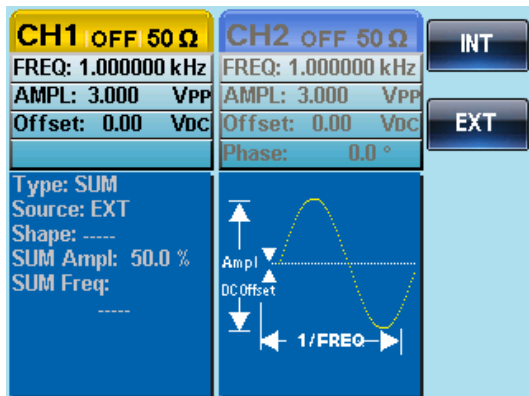 CH1 OFF 50 Ω
FREQ: 1.000000 kHz
AMPL: 3.000 VPP
Offset: 0.00 VDC
CH2 OFF 50 Ω
FREQ: 1.000000 kHz
AMPL: 3.000 VPP
Offset: 0.00 VDC
Phase: 0.0 °
INT
EXT
Type: SUM
Source: EXT
Shape: -----
SUM Ampl: 50.0 %
SUM Freq:
-----
Ampl
DC Offset
1/FREQ